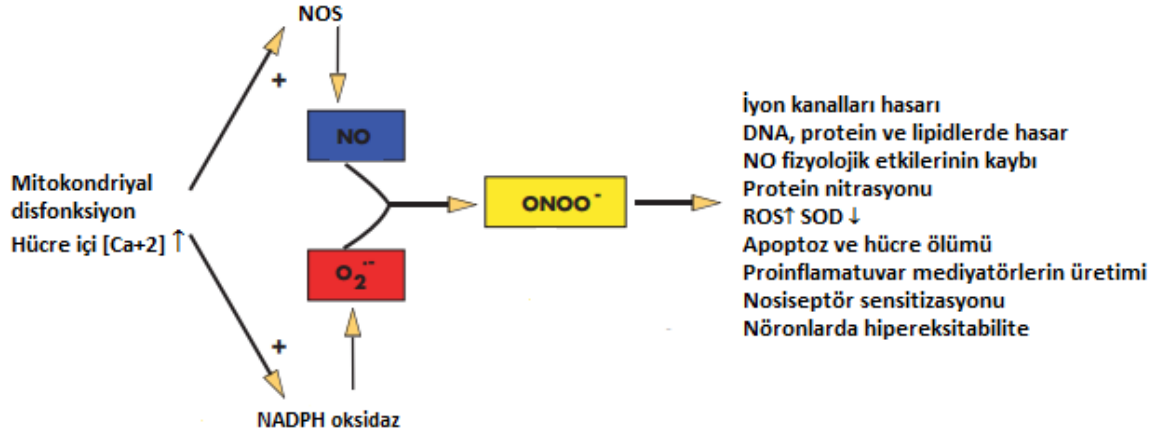 NOS
+
NO
Mitokondriyal
disfonksiyon
Hücre içi [Ca+2] ↑
ONOO⁻
O₂·⁻
+
NADPH oksidaz
İyon kanalları hasarı
DNA, protein ve lipidlerde hasar
NO fizyolojik etkilerinin kaybı
Protein nitrasyonu
ROS↑ SOD ↓
Apoptoz ve hücre ölümü
Proinflamatuvar mediyatörlerin üretimi
Nosiseptör sensitizasyonu
Nöronlarda hipereksitabilite